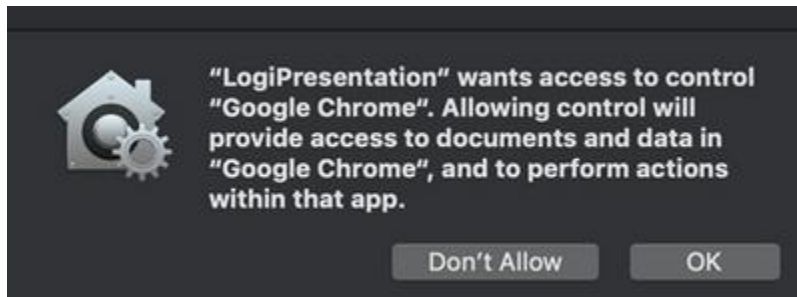 “LogiPresentation” wants access to control
“Google Chrome”. Allowing control will
provide access to documents and data in
“Google Chrome”, and to perform actions
within that app.
Don’t Allow
OK